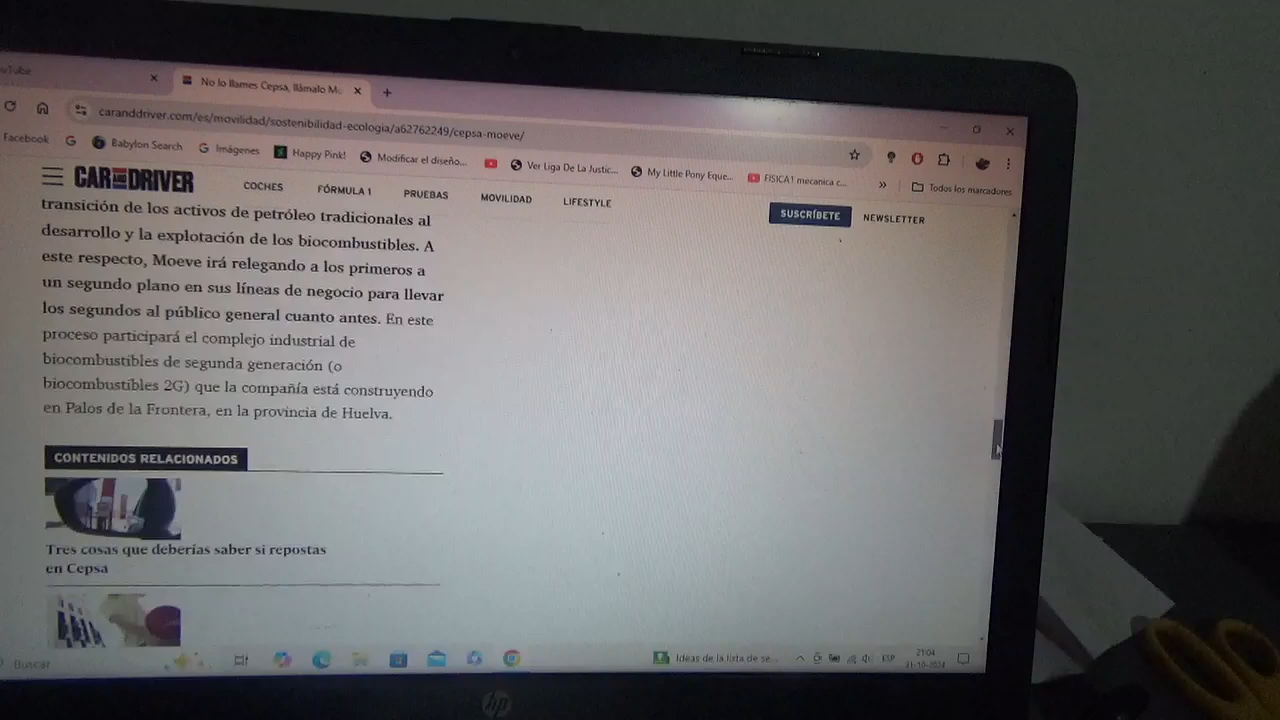 No lo llames Cepsa, llámalo M
caranddriver.com/es/movilidad/sostenibilidad-ecologia/a62762249/cepsa-moeve/
Facebook
G
Babylon Search
G Imágenes
Happy Pink!
Modificar el diseño...
Ver Liga De La Justic...
My Little Pony Eque...
FISICA1 mecanica c...
»
Todos los marcadores
CAR AND DRIVER
COCHES
FÓRMULA 1
PRUEBAS
MOVILIDAD
LIFESTYLE
SUSCRÍBETE
NEWSLETTER
transición de los activos de petróleo tradicionales al
desarrollo y la explotación de los biocombustibles. A
este respecto, Moeve irá relegando a los primeros a
un segundo plano en sus líneas de negocio para llevar
los segundos al público general cuanto antes. En este
proceso participará el complejo industrial de
biocombustibles de segunda generación (o
biocombustibles 2G) que la compañía está construyendo
en Palos de la Frontera, en la provincia de Huelva.
CONTENIDOS RELACIONADOS
Tres cosas que deberías saber si repostas
en Cepsa
Buscar
Ideas de la lista de se...
ESP
21:04
21-10-2024
hp